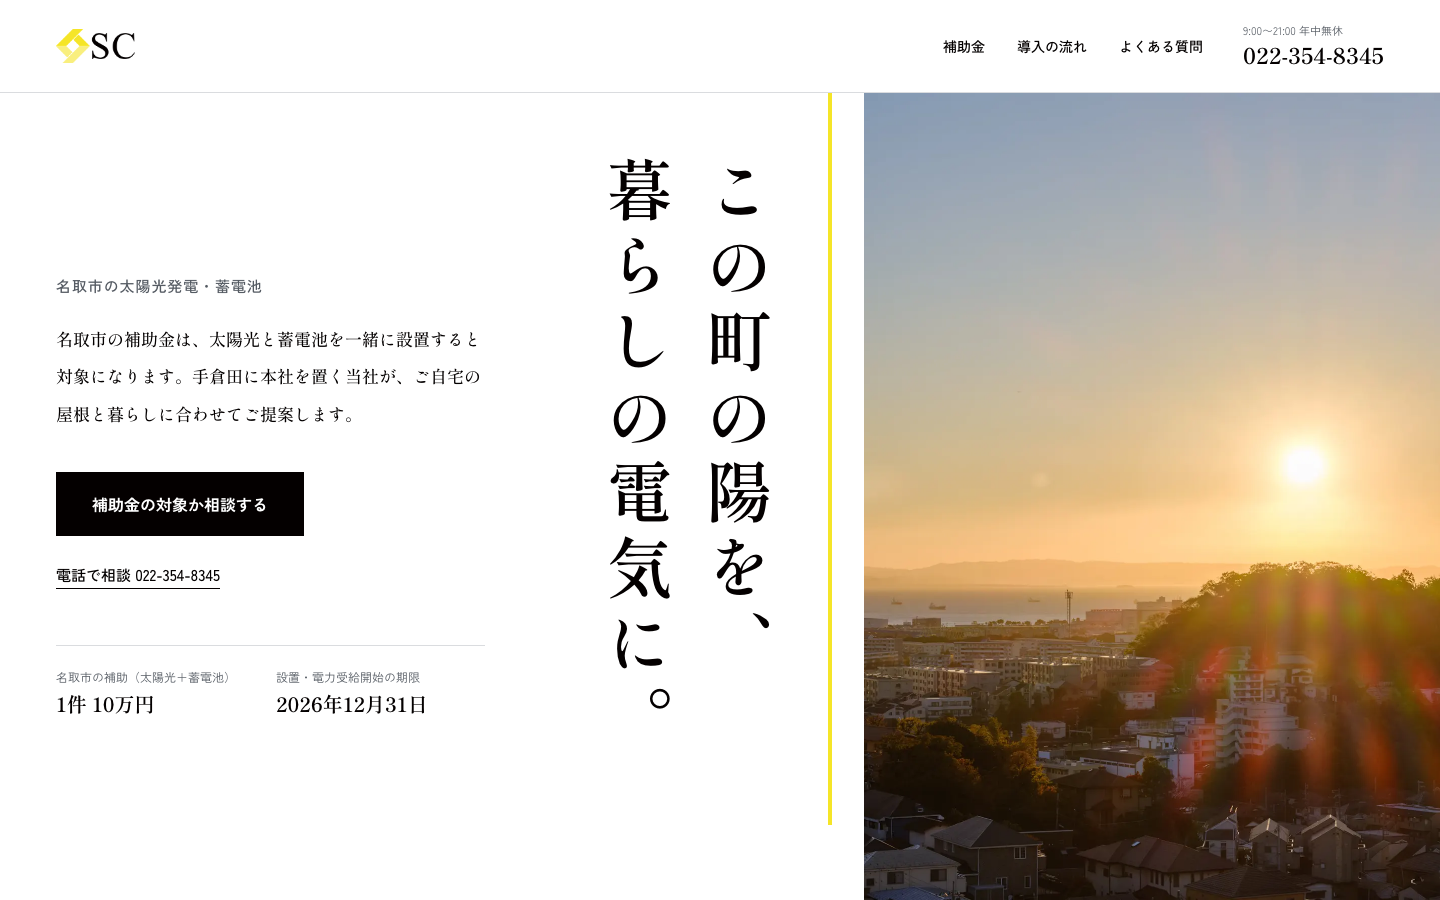 SC
補助金
導入の流れ
よくある質問
9:00〜21:00 年中無休
022-354-8345
この町の陽を、
暮らしの電気に。
名取市の太陽光発電・蓄電池
名取市の補助金は、太陽光と蓄電池を一緒に設置すると
対象になります。手倉田に本社を置く当社が、ご自宅の
屋根と暮らしに合わせてご提案します。
補助金の対象か相談する
電話で相談 022-354-8345
名取市の補助（太陽光＋蓄電池）
1件 10万円
設置・電力受給開始の期限
2026年12月31日